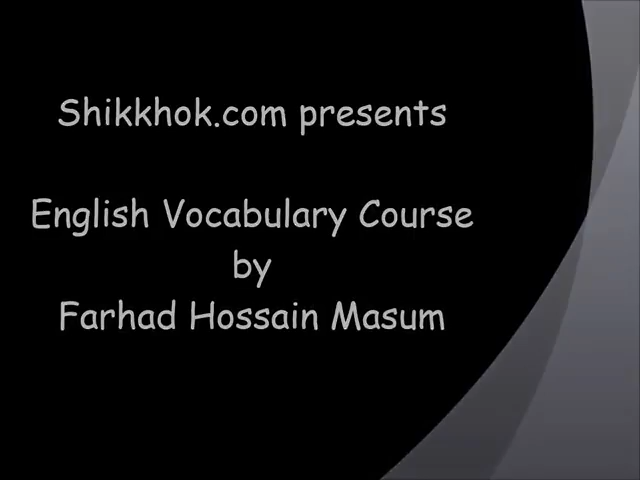 Shikkhok.com presents
English Vocabulary Course
by
Farhad Hossain Masum